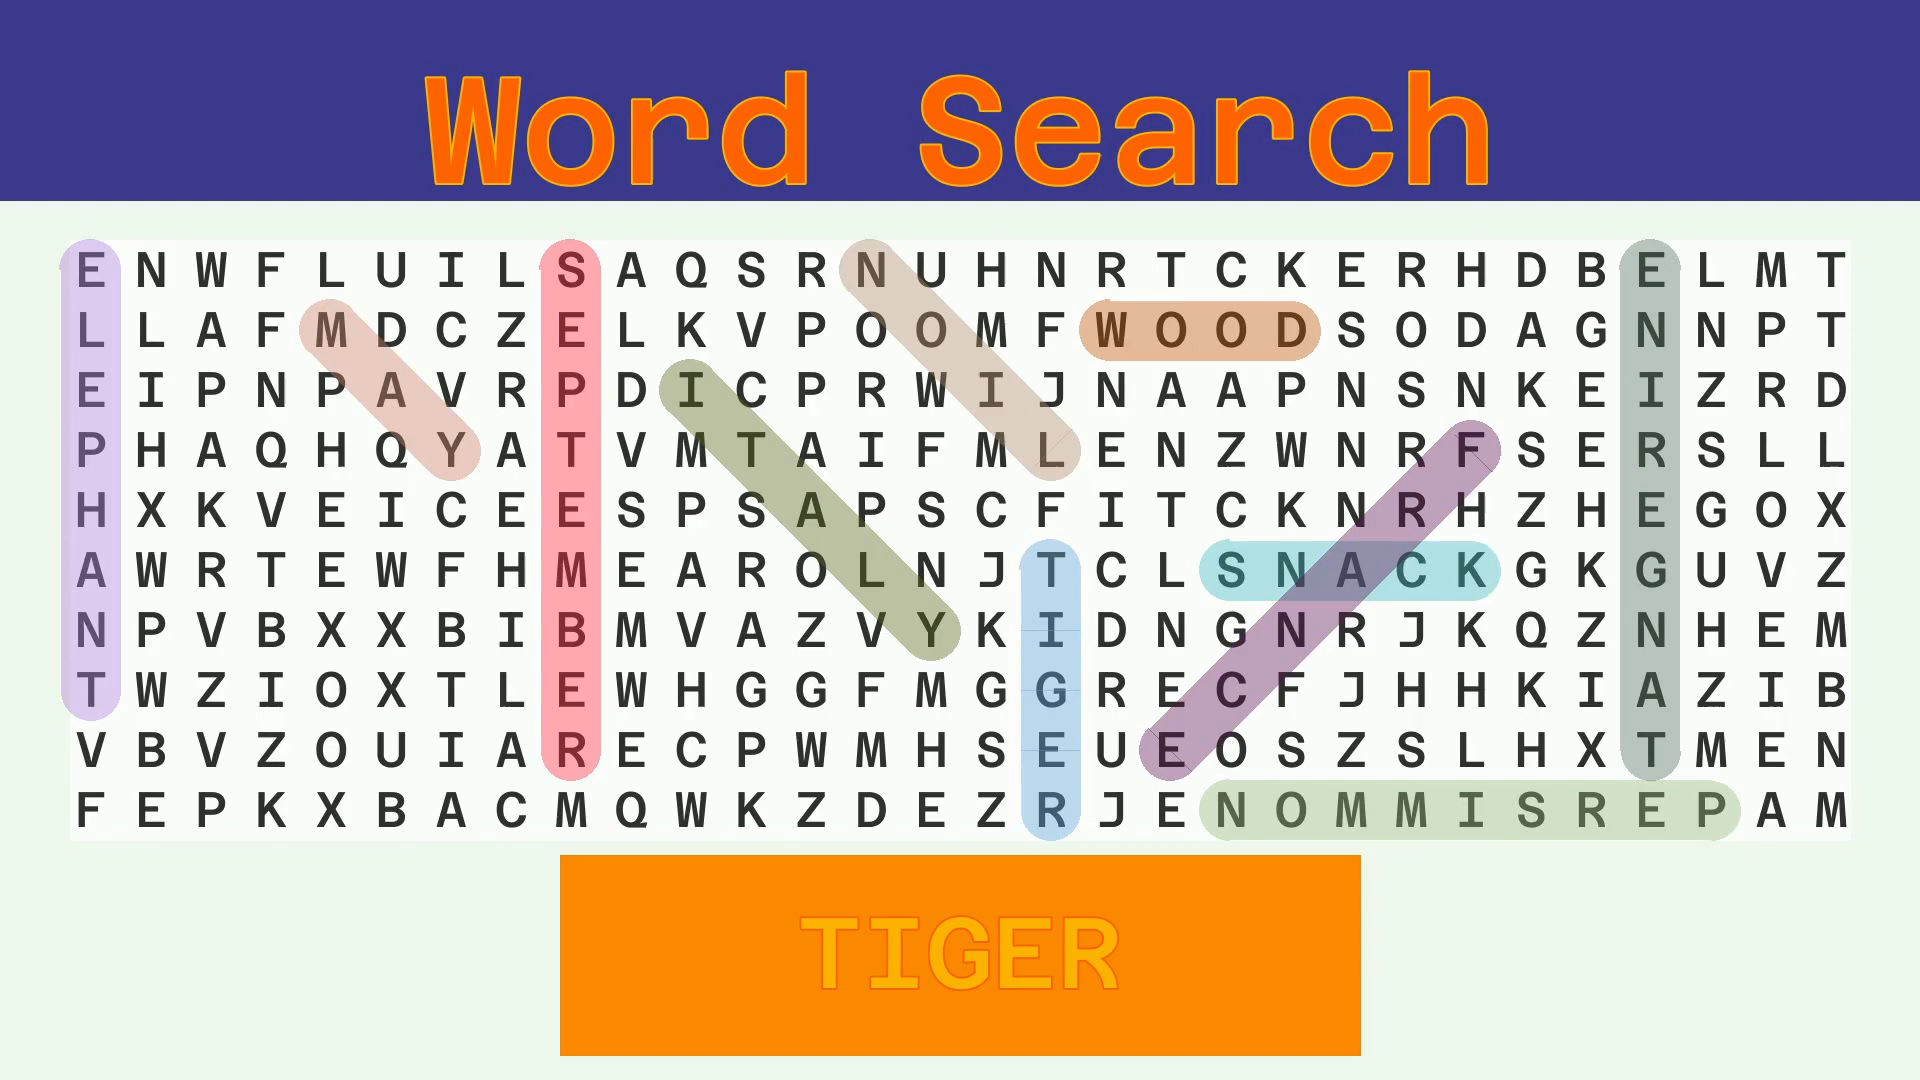 Word Search
E N W F L U I L S A Q S R N U H N R T C K E R H D B E L M T
L L A F M D C Z E L K V P O O M F W O O D S O D A G N N P T
E I P N P A V R P D I C P R W I J N A A P N S N K E I Z R D
P H A Q H Q Y A T V M T A I F M L E N Z W N R F S E R S L L
H X K V E I C E E S P S A P S C F I T C K N R H Z H E G O X
A W R T E W F H M E A R O L N J T C L S N A C K G K G U V Z
N P V B X X B I B M V A Z V Y K I D N G N R J K Q Z N H E M
T W Z I O X T L E W H G G F M G G R E C F J H H K I A Z I B
V B V Z O U I A R E C P W M H S E U E O S Z S L H X T M E N
F E P K X B A C M Q W K Z D E Z R J E N O M M I S R E P A M
TIGER